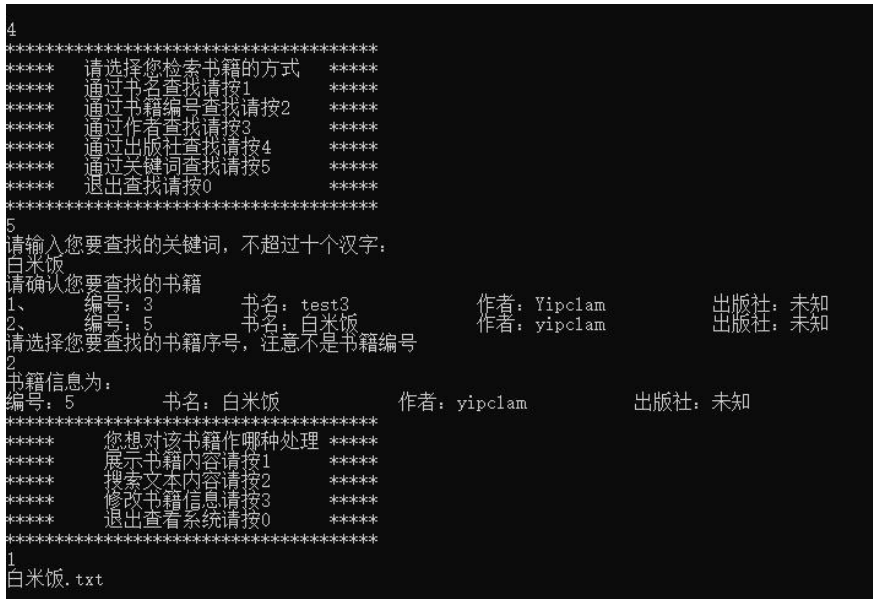 4
**************************************
*****   请选择您检索书籍的方式   *****
*****   通过书名查找请按1        *****
*****   通过书籍编号查找请按2    *****
*****   通过作者查找请按3        *****
*****   通过出版社查找请按4      *****
*****   通过关键词查找请按5      *****
*****   退出查找请按0            *****
**************************************
5
请输入您要查找的关键词，不超过十个汉字：
白米饭
请确认您要查找的书籍
1、      编号：3         书名：test3             作者：Yipclam           出版社：未知
2、      编号：5         书名：白米饭            作者：yipclam           出版社：未知
请选择您要查找的书籍序号，注意不是书籍编号
2
书籍信息为：
编号：5         书名：白米饭            作者：yipclam           出版社：未知
**************************************
*****     您想对该书籍作哪种处理 *****
*****     展示书籍内容请按1      *****
*****     搜索文本内容请按2      *****
*****     修改书籍信息请按3      *****
*****     退出查看系统请按0      *****
**************************************
1
白米饭.txt